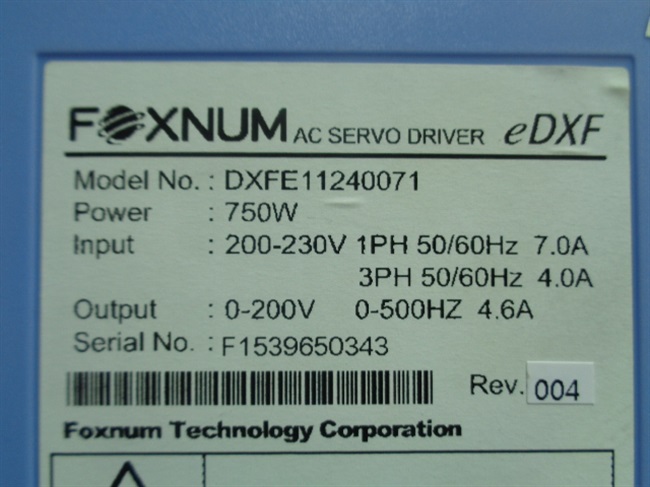 FOXNUM AC SERVO DRIVER eDXF
Model No. : DXFE11240071
Power : 750W
Input : 200-230V 1PH 50/60Hz 7.0A
3PH 50/60Hz 4.0A
Output : 0-200V 0-500HZ 4.6A
Serial No. : F1539650343
Rev. 004
Foxnum Technology Corporation